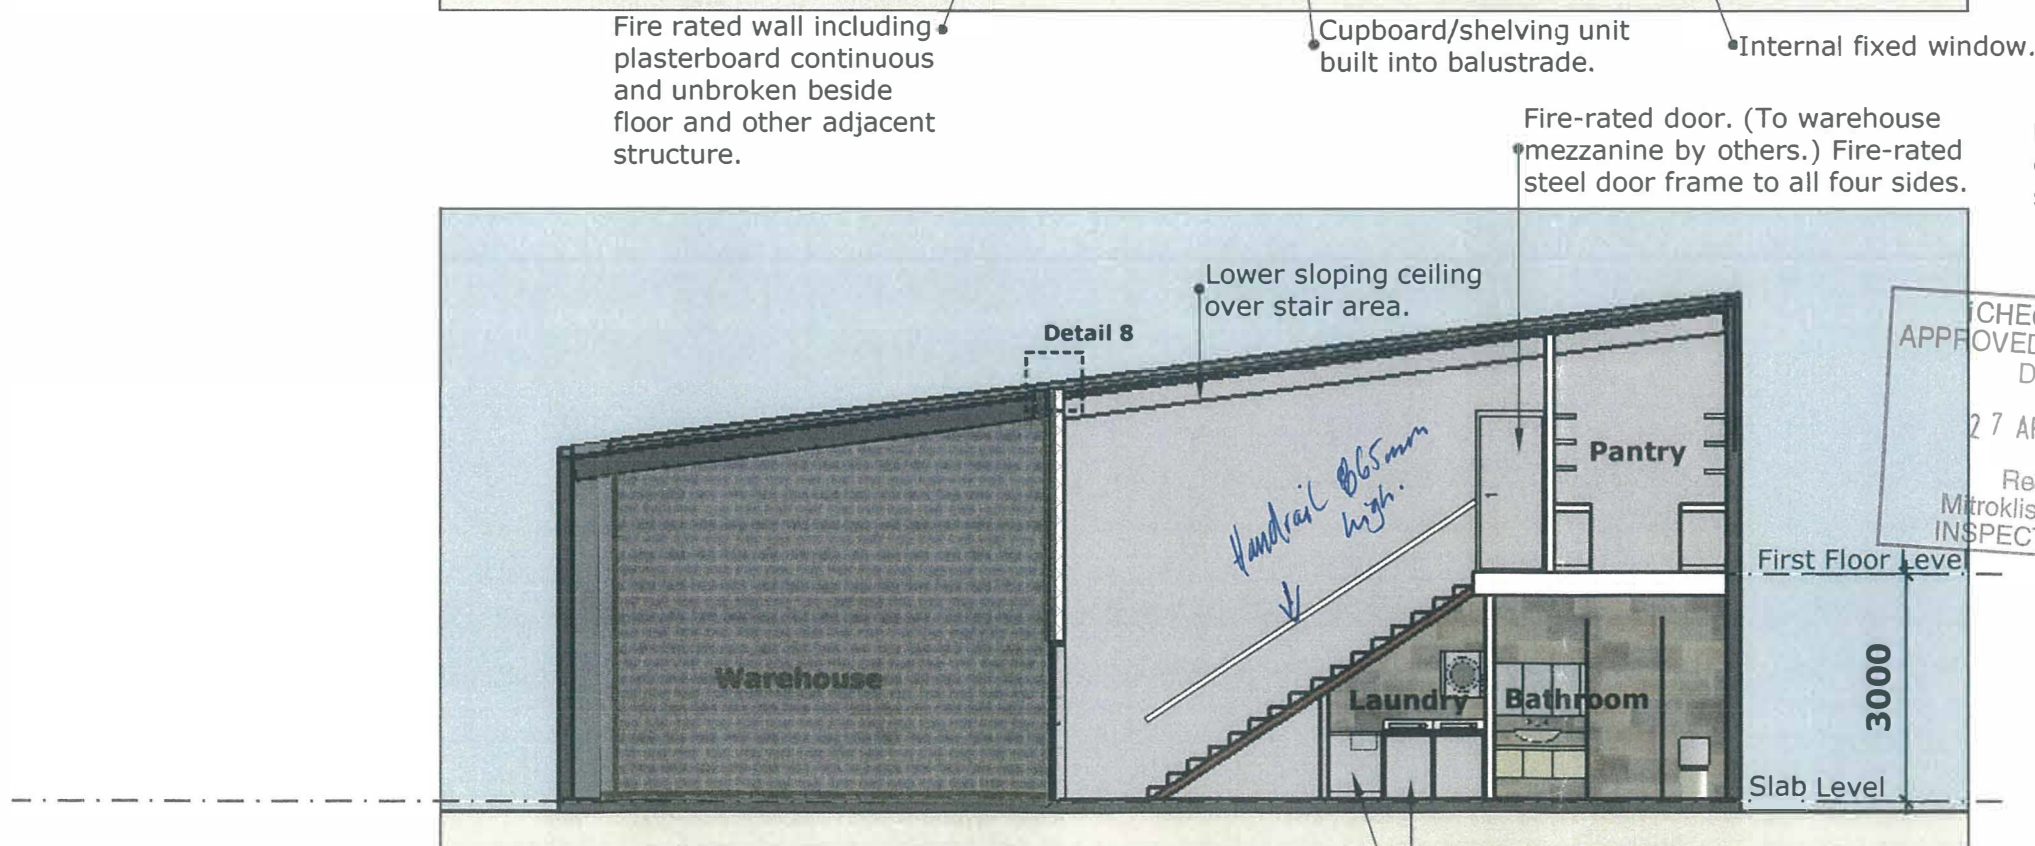 Fire rated wall including
plasterboard continuous
and unbroken beside
floor and other adjacent
structure.
Cupboard/shelving unit
built into balustrade.
Internal fixed window.
Fire-rated door. (To warehouse
mezzanine by others.) Fire-rated
steel door frame to all four sides.
Lower sloping ceiling
over stair area.
Detail 8
Handrail 865mm
high.
Pantry
First Floor Level
Warehouse
Laundry
Bathroom
3000
Slab Level
APPROVED
27